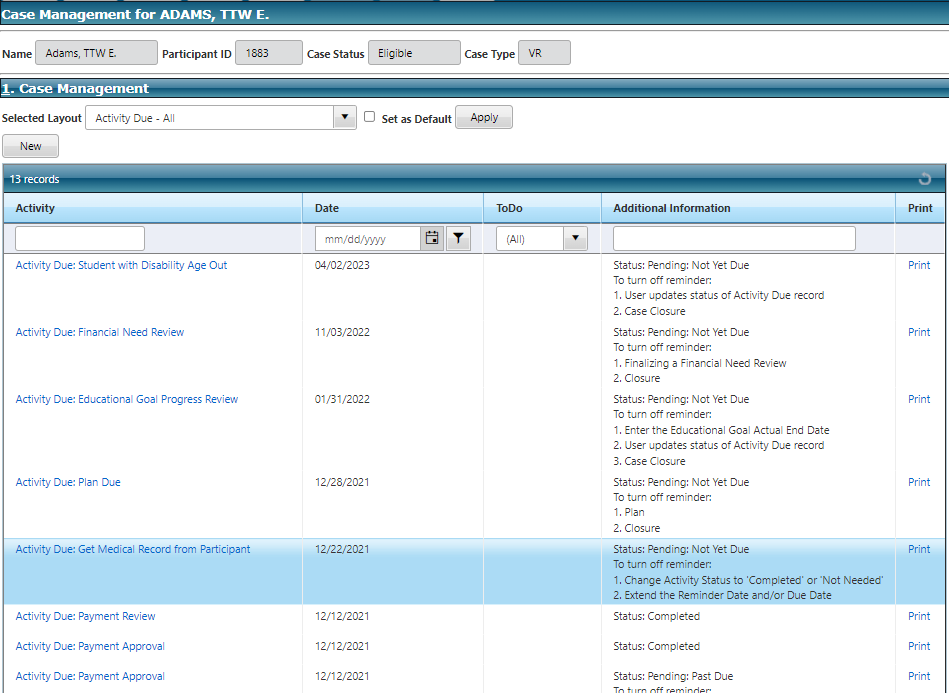 Case Management for ADAMS, TTW E.
Name Adams, TTW E. Participant ID 1883 Case Status Eligible Case Type VR
1. Case Management
Selected Layout Activity Due - All Set as Default Apply
New
13 records
Activity Date ToDo Additional Information Print
mm/dd/yyyy (All)
Activity Due: Student with Disability Age Out 04/02/2023 Status: Pending: Not Yet Due Print
To turn off reminder:
1. User updates status of Activity Due record
2. Case Closure
Activity Due: Financial Need Review 11/03/2022 Status: Pending: Not Yet Due Print
To turn off reminder:
1. Finalizing a Financial Need Review
2. Closure
Activity Due: Educational Goal Progress Review 01/31/2022 Status: Pending: Not Yet Due Print
To turn off reminder:
1. Enter the Educational Goal Actual End Date
2. User updates status of Activity Due record
3. Case Closure
Activity Due: Plan Due 12/28/2021 Status: Pending: Not Yet Due Print
To turn off reminder:
1. Plan
2. Closure
Activity Due: Get Medical Record from Participant 12/22/2021 Status: Pending: Not Yet Due Print
To turn off reminder:
1. Change Activity Status to 'Completed' or 'Not Needed'
2. Extend the Reminder Date and/or Due Date
Activity Due: Payment Review 12/12/2021 Status: Completed Print
Activity Due: Payment Approval 12/12/2021 Status: Completed Print
Activity Due: Payment Approval 12/12/2021 Status: Pending: Past Due Print
To turn off reminder: